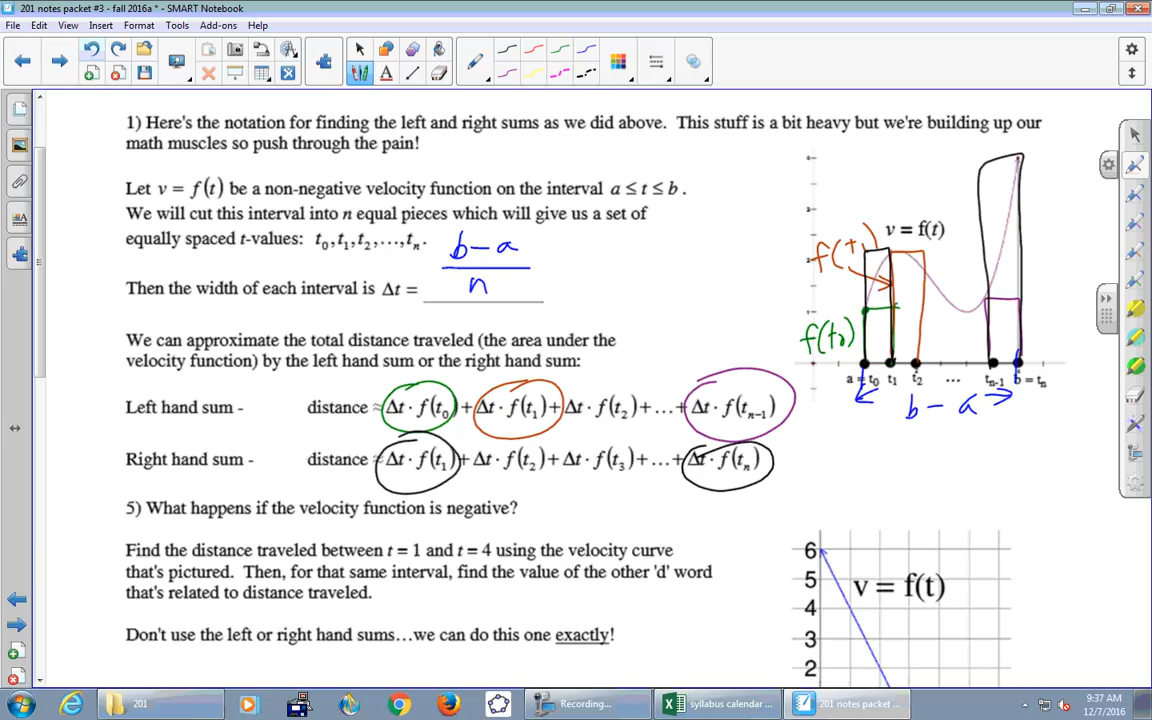 201 notes packet #3 - fall 2016a * - SMART Notebook
File Edit View Insert Format Tools Add-ons Help
1) Here's the notation for finding the left and right sums as we did above. This stuff is a bit heavy but we're building up our
math muscles so push through the pain!
Let v = f(t) be a non-negative velocity function on the interval a ≤ t ≤ b.
We will cut this interval into n equal pieces which will give us a set of
equally spaced t-values: t₀, t₁, t₂, …, tₙ.
b - a
n
Then the width of each interval is Δt =
v = f(t)
f(t₁)
f(t₀)
a = t₀ t₁ t₂ … tₙ₋₁ b = tₙ
b - a
We can approximate the total distance traveled (the area under the
velocity function) by the left hand sum or the right hand sum:
Left hand sum - distance ≈ Δt · f(t₀) + Δt · f(t₁) + Δt · f(t₂) + … + Δt · f(tₙ₋₁)
Right hand sum - distance ≈ Δt · f(t₁) + Δt · f(t₂) + Δt · f(t₃) + … + Δt · f(tₙ)
5) What happens if the velocity function is negative?
Find the distance traveled between t = 1 and t = 4 using the velocity curve
that's pictured. Then, for that same interval, find the value of the other 'd' word
that's related to distance traveled.
Don't use the left or right hand sums…we can do this one exactly!
6
5
4
3
2
v = f(t)
201
Recording...
syllabus calendar ...
201 notes packet ...
9:37 AM
12/7/2016